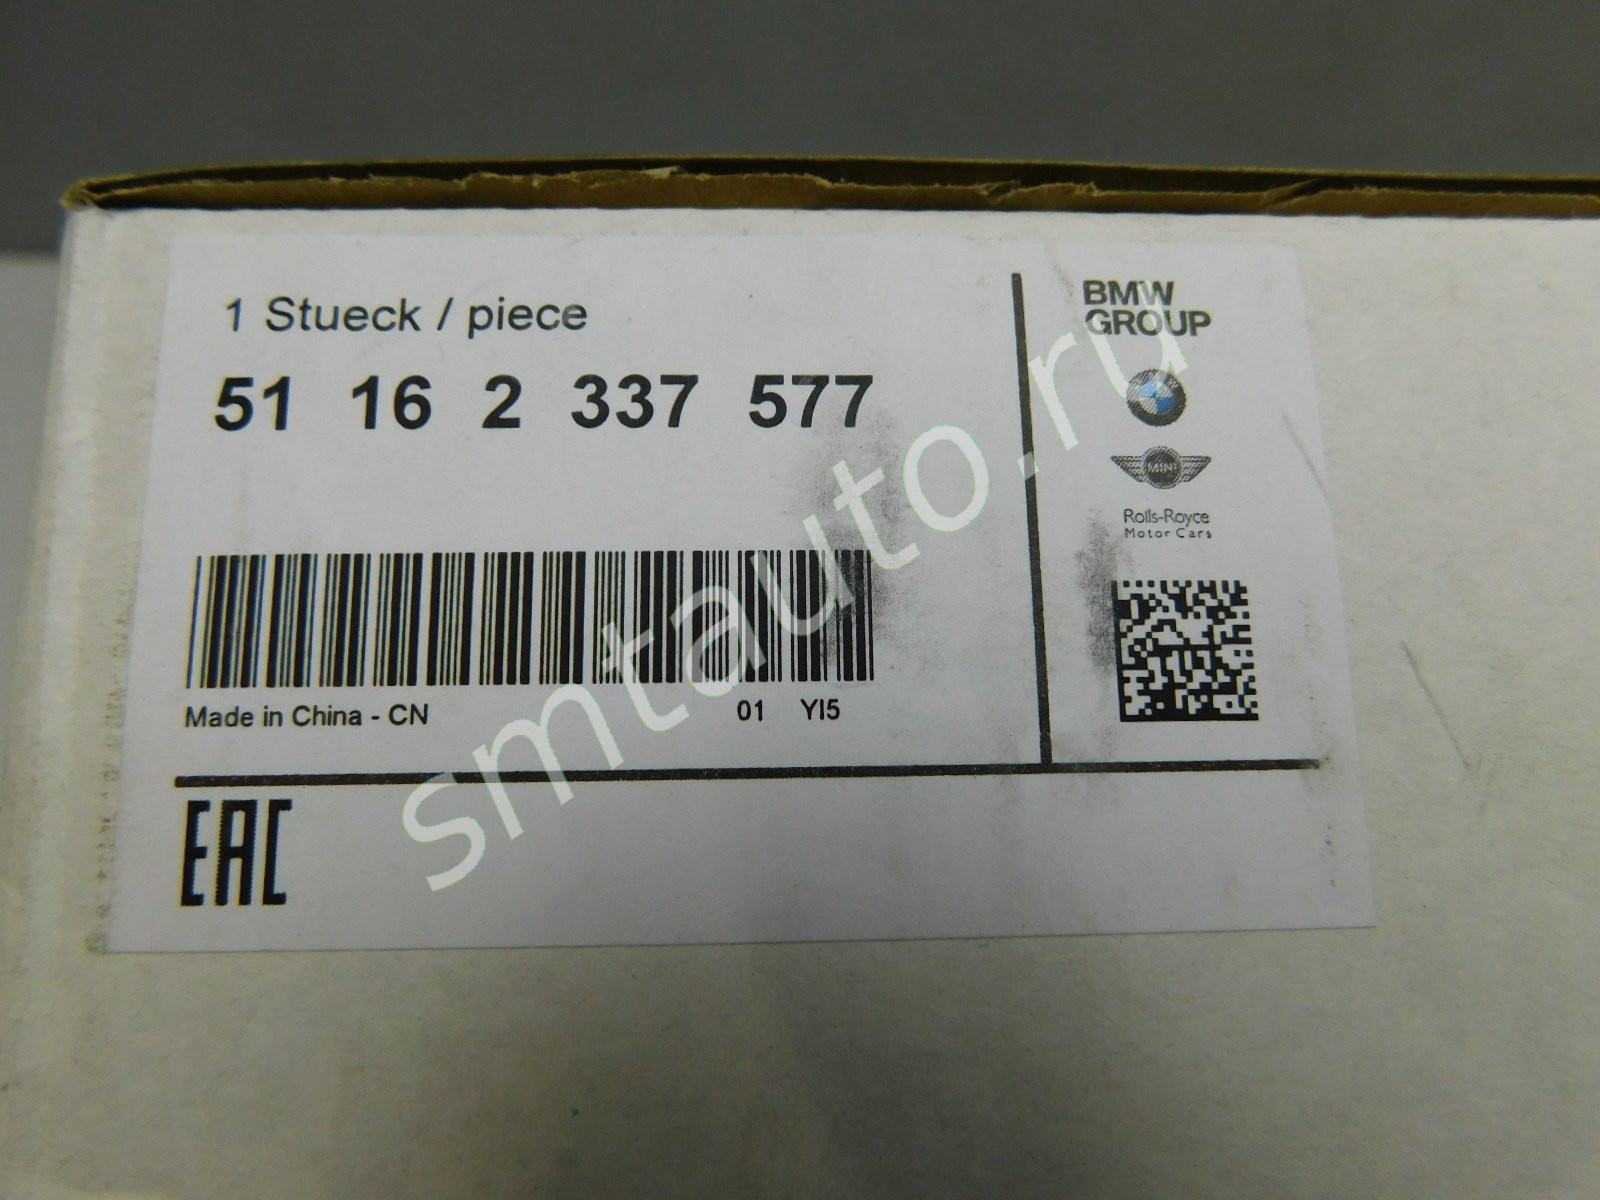 1 Stueck / piece
51 16 2 337 577
Made in China - CN
01 YI5
BMW
GROUP
MINI
Rolls-Royce
Motor Cars
EAC
smtauto.ru